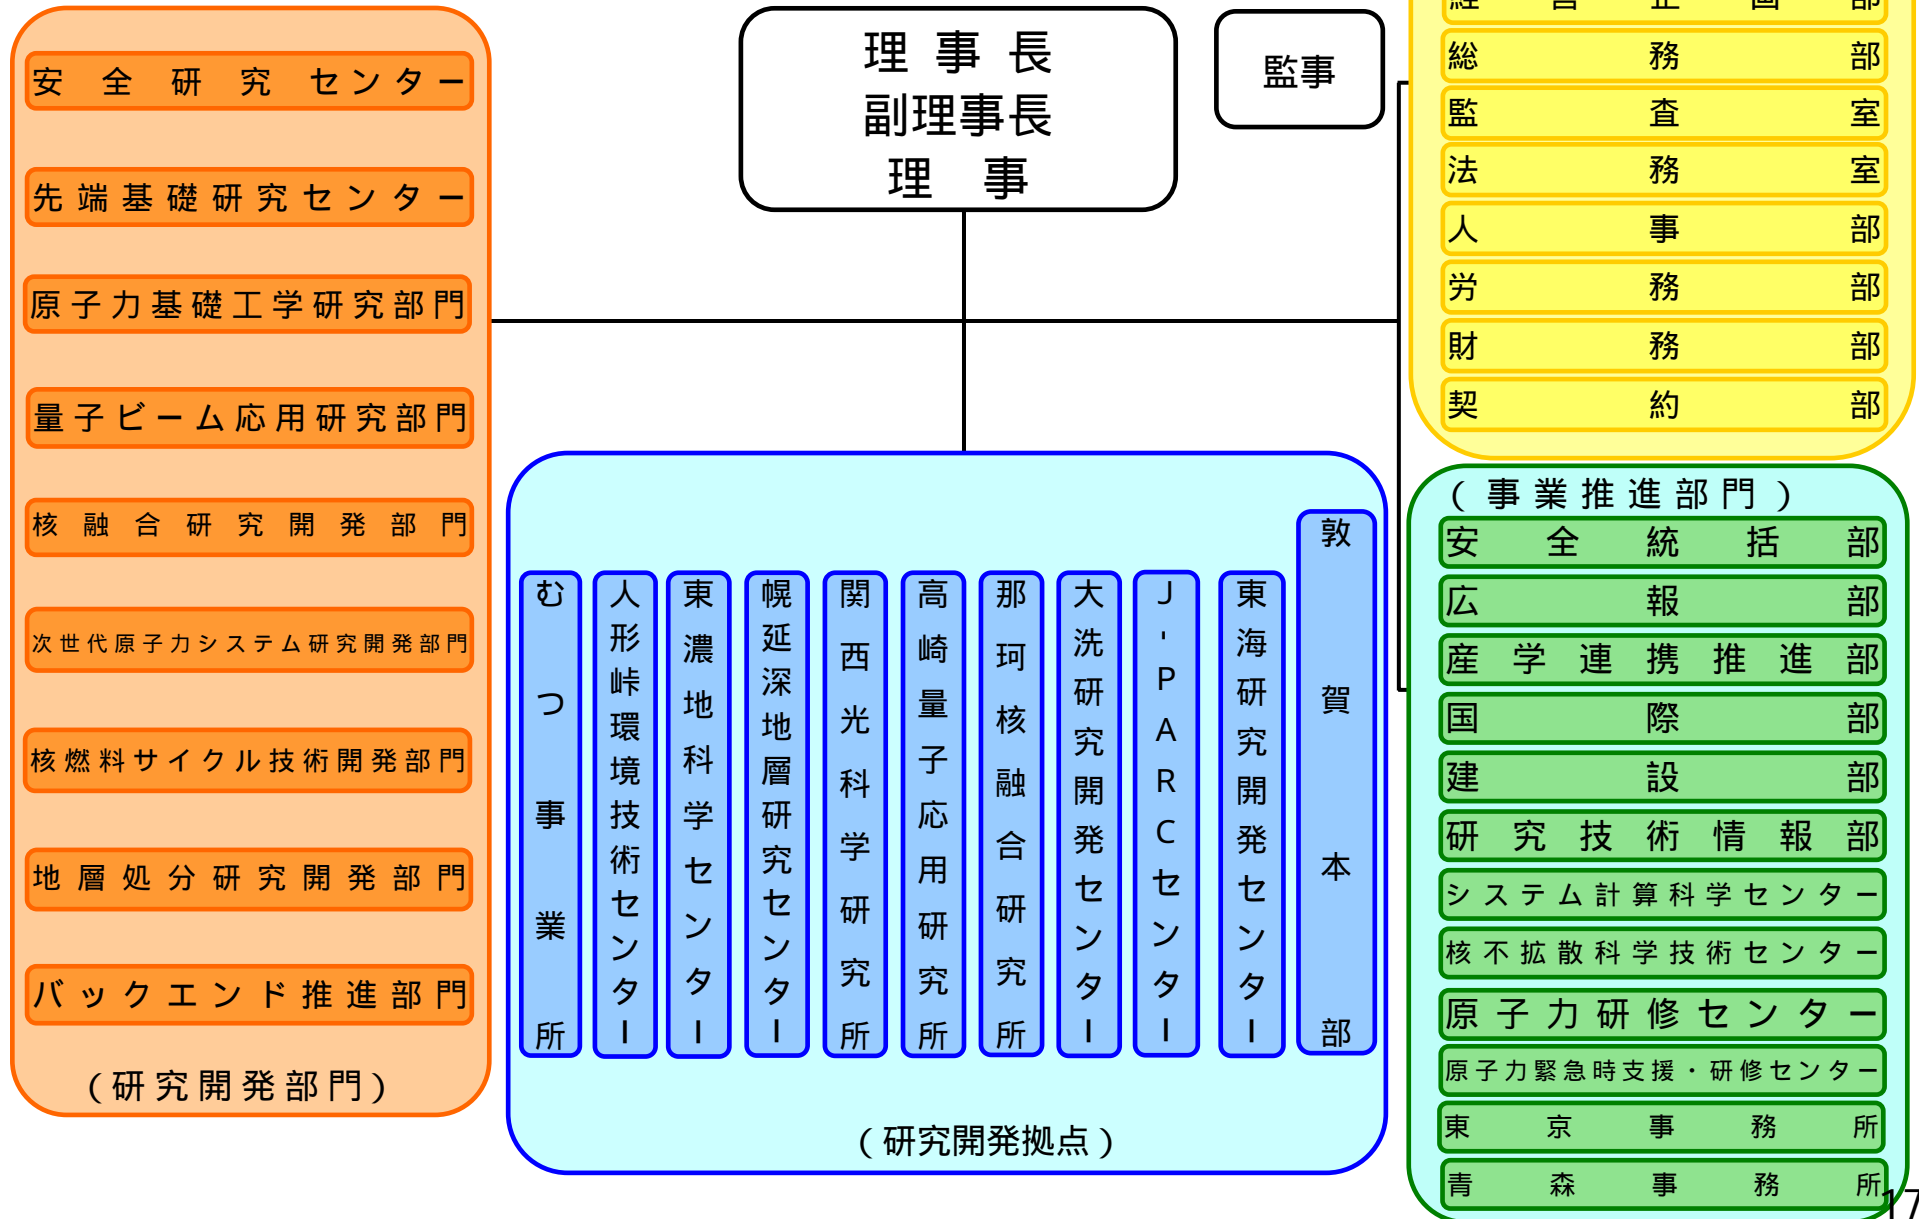 理事長
副理事長
理事
監事
安全研究センター
先端基礎研究センター
原子力基礎工学研究部門
量子ビーム応用研究部門
核融合研究開発部門
次世代原子力システム研究開発部門
核燃料サイクル技術開発部門
地層処分研究開発部門
バックエンド推進部門
(研究開発部門)
むつ事業所
人形峠環境技術センター
東濃地科学センター
幌延深地層研究センター
関西光科学研究所
高崎量子応用研究所
那珂核融合研究所
大洗研究開発センター
J-PARCセンター
東海研究開発センター
敦賀本部
(研究開発拠点)
経営企画部
総務部
監査室
法務室
人事部
労務部
財務部
契約部
(事業推進部門)
安全統括部
広報部
産学連携推進部
国際部
建設部
研究技術情報部
システム計算科学センター
核不拡散科学技術センター
原子力研修センター
原子力緊急時支援・研修センター
東京事務所
青森事務所
17